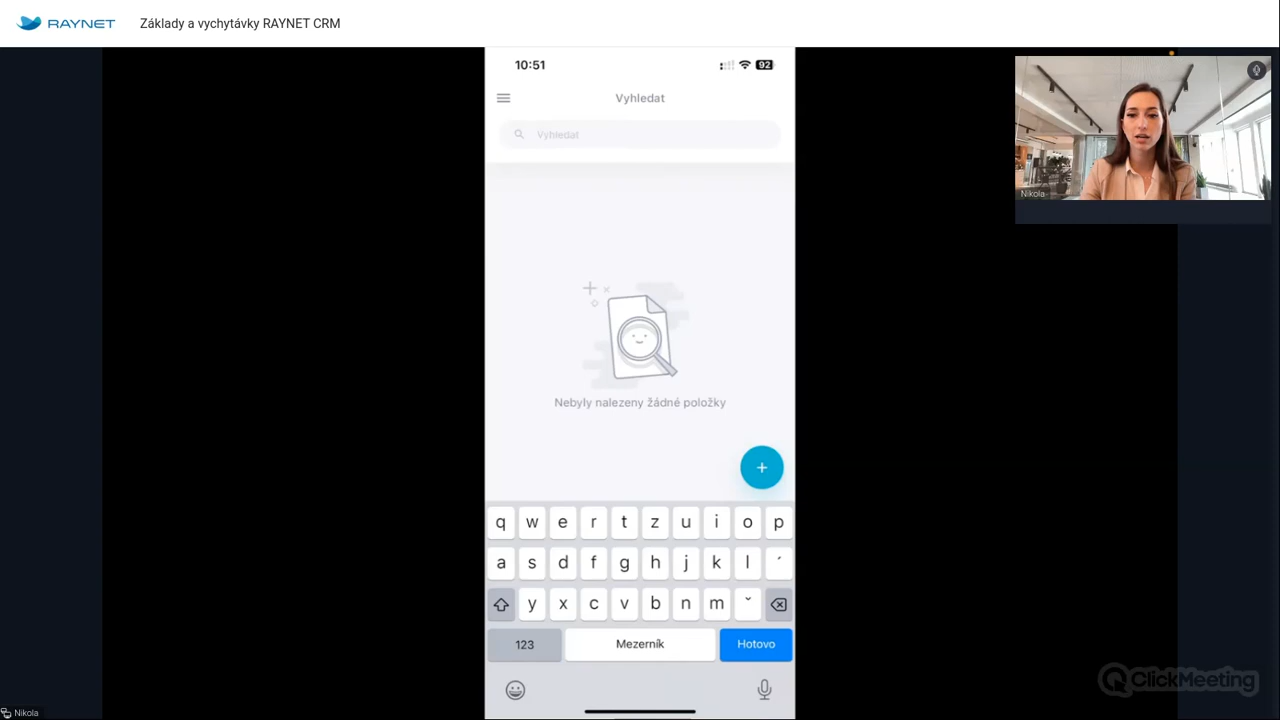 RAYNET
Základy a vychytávky RAYNET CRM
10:51
92
Vyhledat
Vyhledat
Nikola
Nebyly nalezeny žádné položky
+
q w e r t z u i o p
a s d f g h j k l ´
y x c v b n m ˇ
123
Mezerník
Hotovo
ClickMeeting
Nikola